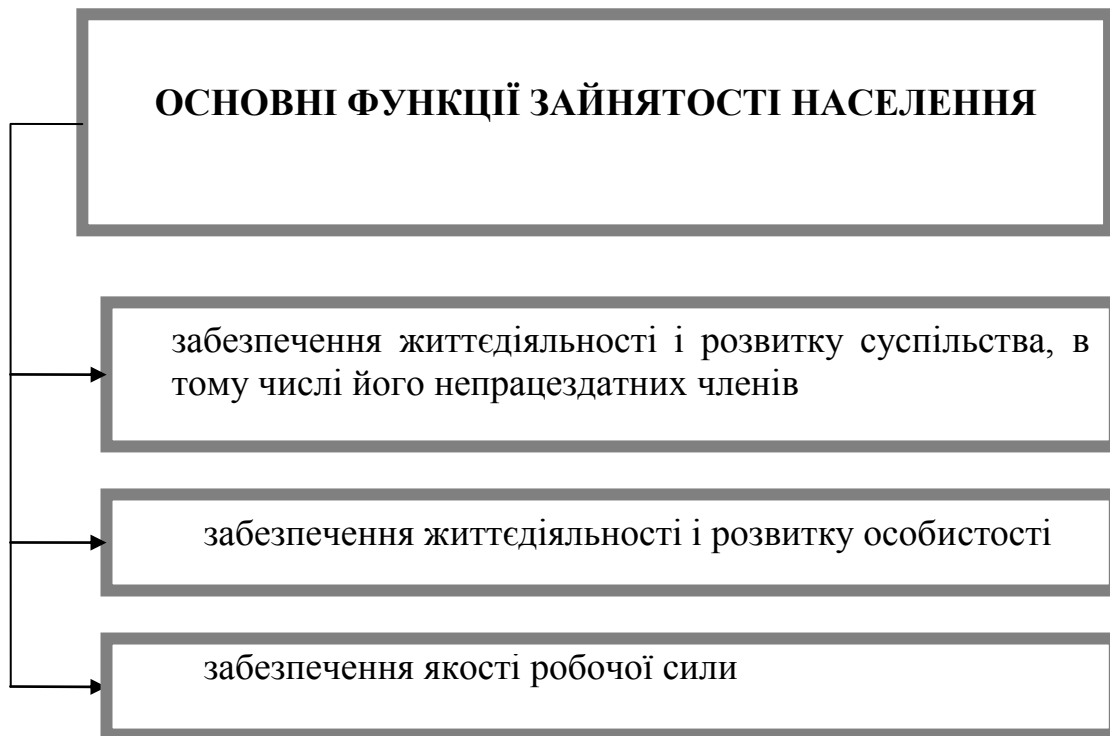 ОСНОВНІ ФУНКЦІЇ ЗАЙНЯТОСТІ НАСЕЛЕННЯ
забезпечення життєдіяльності і розвитку суспільства, в
тому числі його непрацездатних членів
забезпечення життєдіяльності і розвитку особистості
забезпечення якості робочої сили